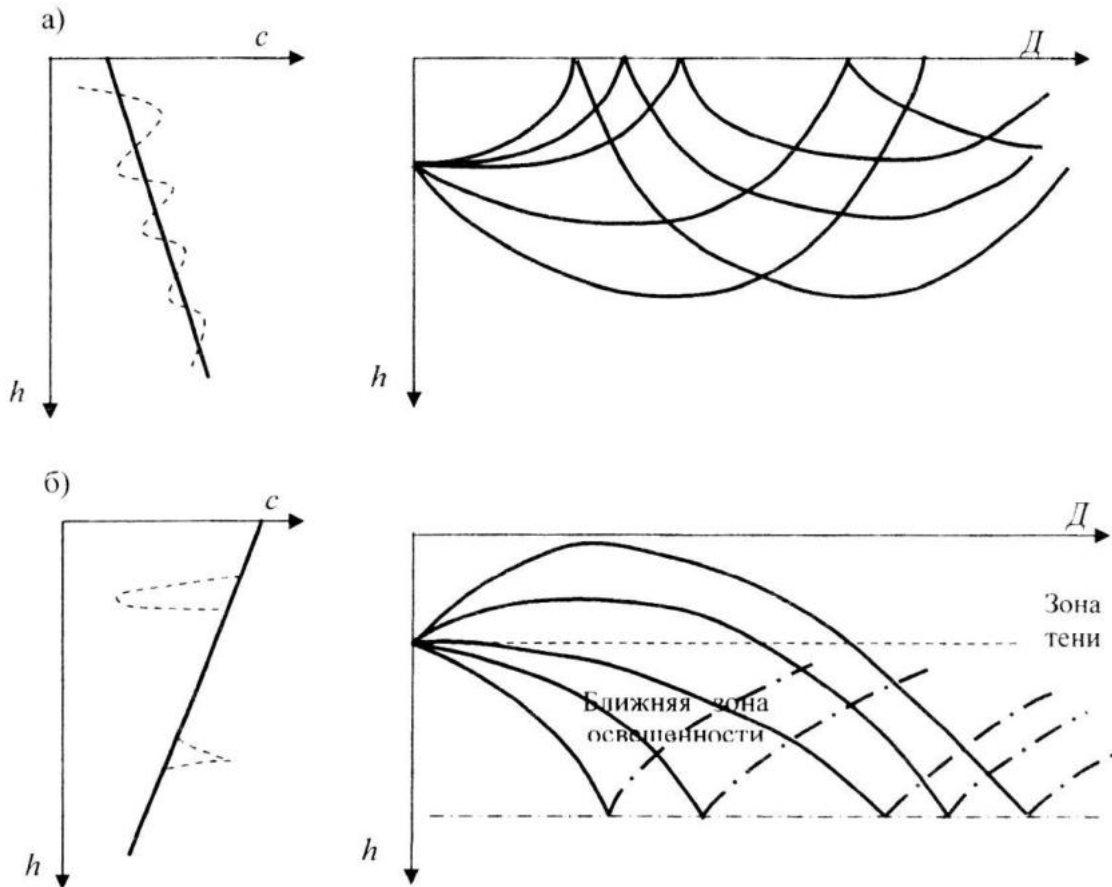 а)
c
Д
h
h
б)
c
Д
Зона
тени
Ближняя зона
освещенности
h
h